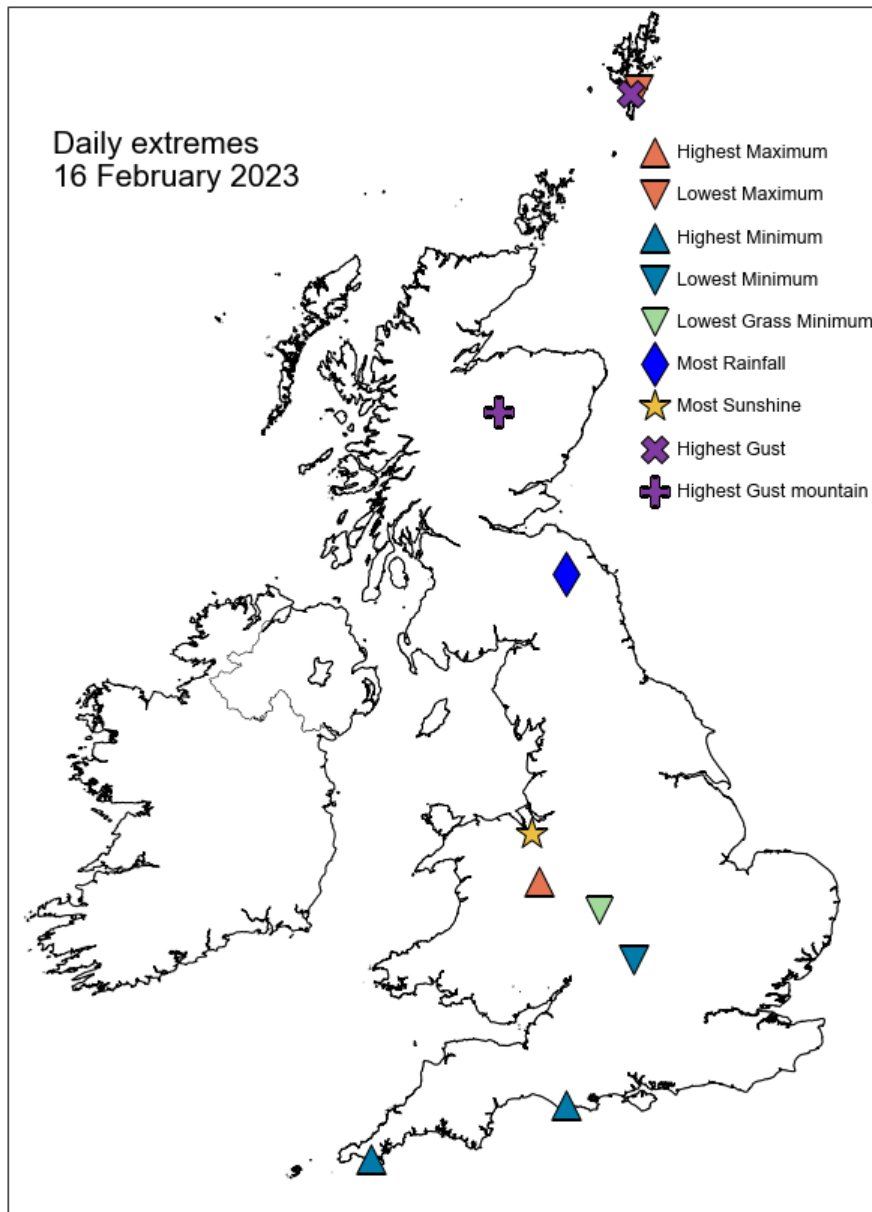 Daily extremes
16 February 2023
Highest Maximum
Lowest Maximum
Highest Minimum
Lowest Minimum
Lowest Grass Minimum
Most Rainfall
Most Sunshine
Highest Gust
Highest Gust mountain